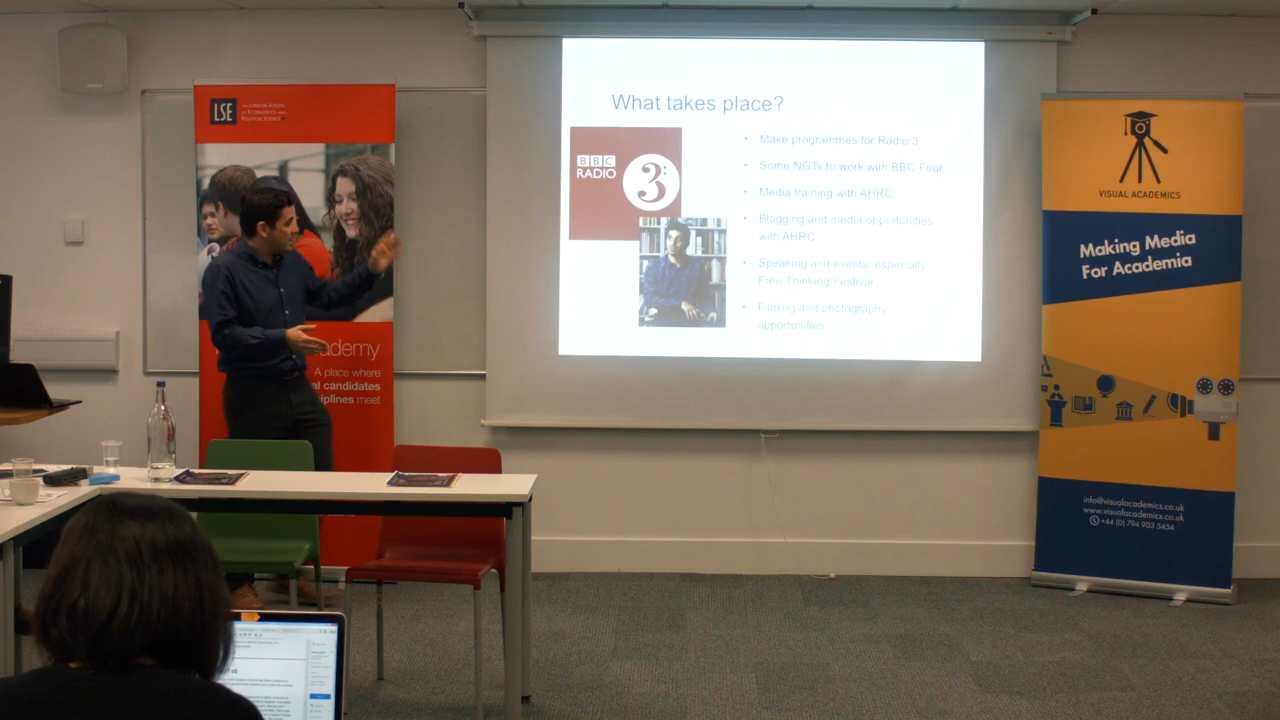 LSE
THE LONDON SCHOOL
OF ECONOMICS AND
POLITICAL SCIENCE
ademy
A place where
al candidates
iplines meet
What takes place?
BBC
RADIO
3
• Make programmes for Radio 3
• Some NGTs to work with BBC Four
• Media training with AHRC
• Blogging and media opportunities
with AHRC
• Speaking and events, especially
Free Thinking Festival
• Filming and photography
opportunities
VISUAL ACADEMICS
Making Media
For Academia
info@visualacademics.co.uk
www.visualacademics.co.uk
+44 (0) 794 903 5454